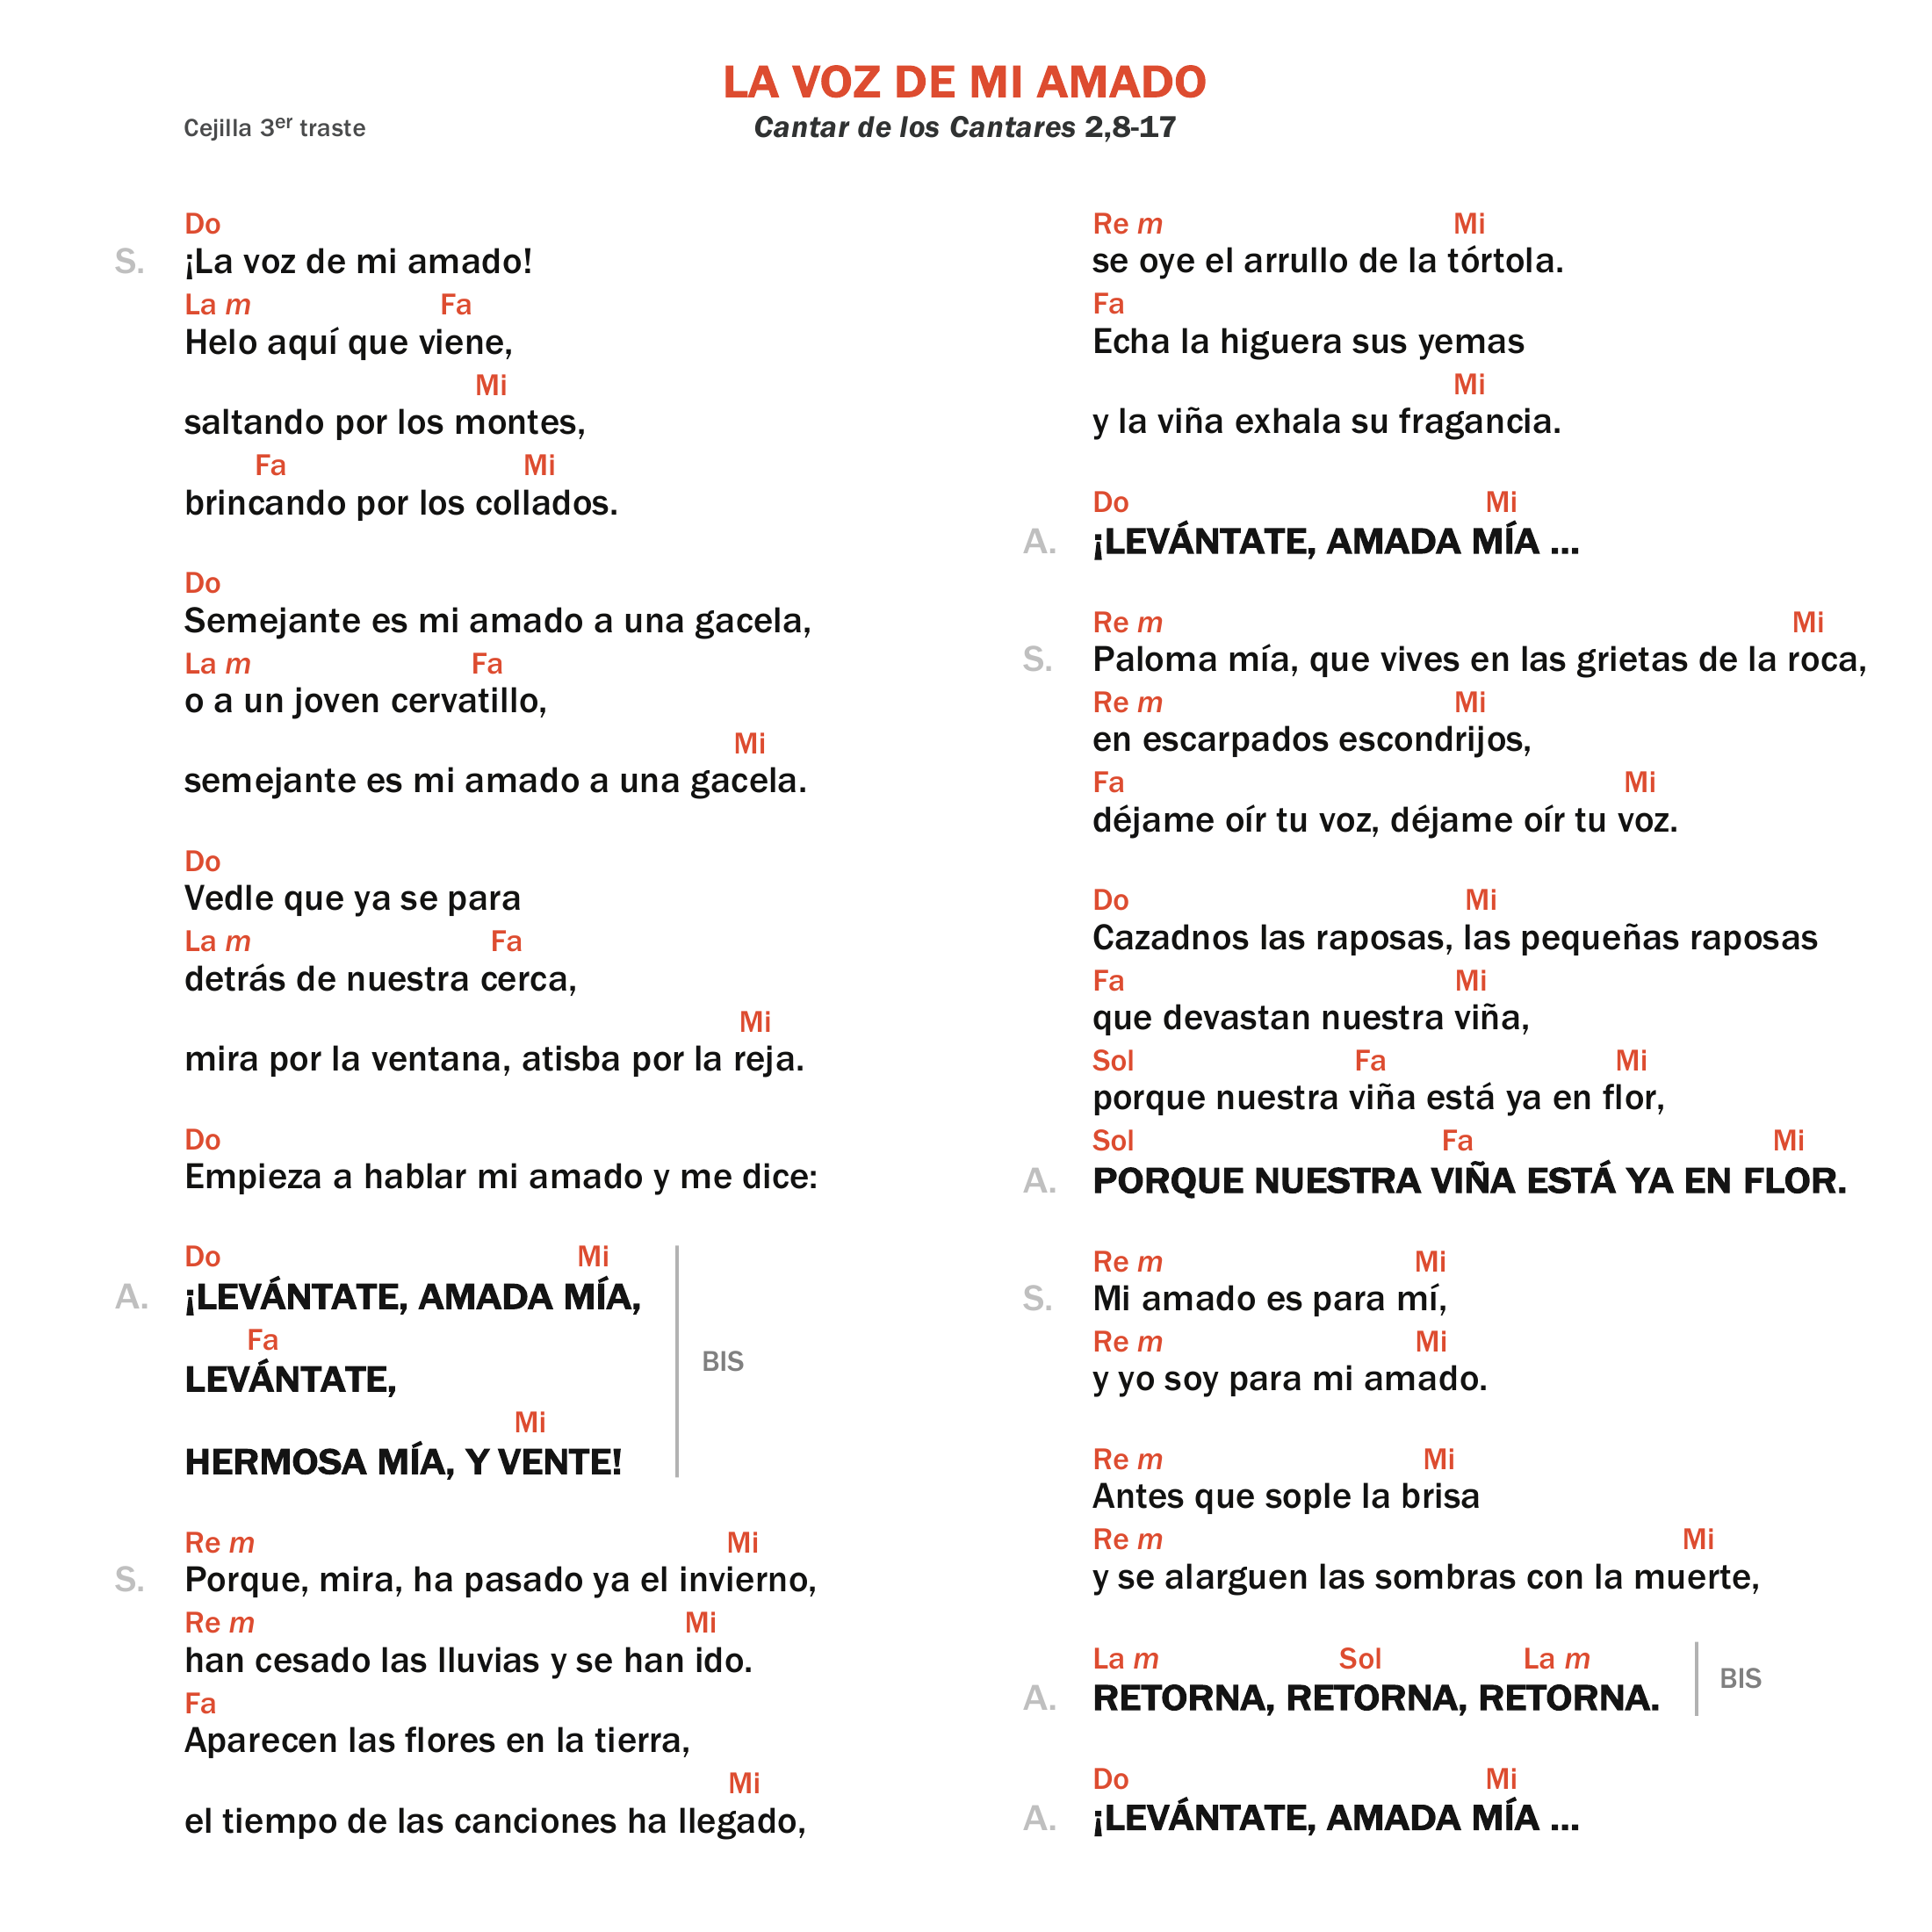 LA VOZ DE MI AMADO
Cejilla 3er traste
Cantar de los Cantares 2,8-17
Do
S. ¡La voz de mi amado!
La m Fa
Helo aquí que viene,
Mi
saltando por los montes,
Fa Mi
brincando por los collados.
Do
Semejante es mi amado a una gacela,
La m Fa
o a un joven cervatillo,
Mi
semejante es mi amado a una gacela.
Do
Vedle que ya se para
La m Fa
detrás de nuestra cerca,
Mi
mira por la ventana, atisba por la reja.
Do
Empieza a hablar mi amado y me dice:
Do Mi
A. ¡LEVÁNTATE, AMADA MÍA,
Fa
LEVÁNTATE,
BIS
Mi
HERMOSA MÍA, Y VENTE!
Re m Mi
S. Porque, mira, ha pasado ya el invierno,
Re m Mi
han cesado las lluvias y se han ido.
Fa
Aparecen las flores en la tierra,
Mi
el tiempo de las canciones ha llegado,
Re m Mi
se oye el arrullo de la tórtola.
Fa
Echa la higuera sus yemas
Mi
y la viña exhala su fragancia.
Do Mi
A. ¡LEVÁNTATE, AMADA MÍA ...
Re m Mi
S. Paloma mía, que vives en las grietas de la roca,
Re m Mi
en escarpados escondrijos,
Fa Mi
déjame oír tu voz, déjame oír tu voz.
Do Mi
Cazadnos las raposas, las pequeñas raposas
Fa Mi
que devastan nuestra viña,
Sol Fa Mi
porque nuestra viña está ya en flor,
Sol Fa Mi
A. PORQUE NUESTRA VIÑA ESTÁ YA EN FLOR.
Re m Mi
S. Mi amado es para mí,
Re m Mi
y yo soy para mi amado.
Re m Mi
Antes que sople la brisa
Re m Mi
y se alarguen las sombras con la muerte,
La m Sol La m
A. RETORNA, RETORNA, RETORNA. BIS
Do Mi
A. ¡LEVÁNTATE, AMADA MÍA ...